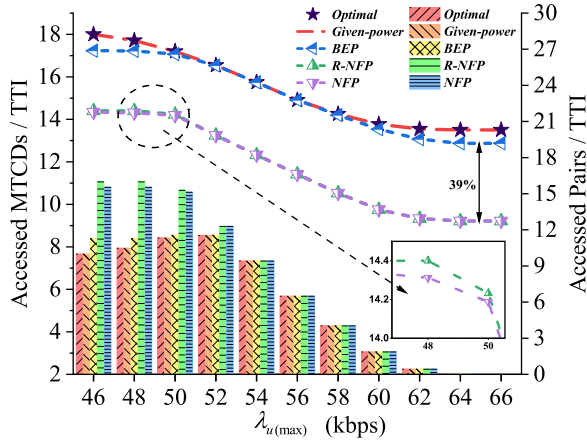 Optimal
Given-power
BEP
R-NFP
NFP
Optimal
Given-power
BEP
R-NFP
NFP
Accessed MTCDs / TTI
18
16
14
12
10
8
6
4
2
Accessed Pairs / TTI
30
27
24
21
18
15
12
9
6
3
0
39%
14.4
14.2
14.0
48
50
46 48 50 52 54 56 58 60 62 64 66
λu(max) (kbps)